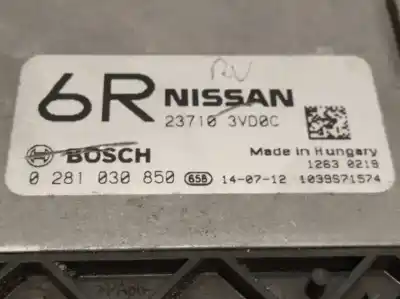 6R NISSAN
23710 3VD0C
BOSCH
Made in Hungary
1263 0219
0 281 030 850 658 14-07-12 1039S71574